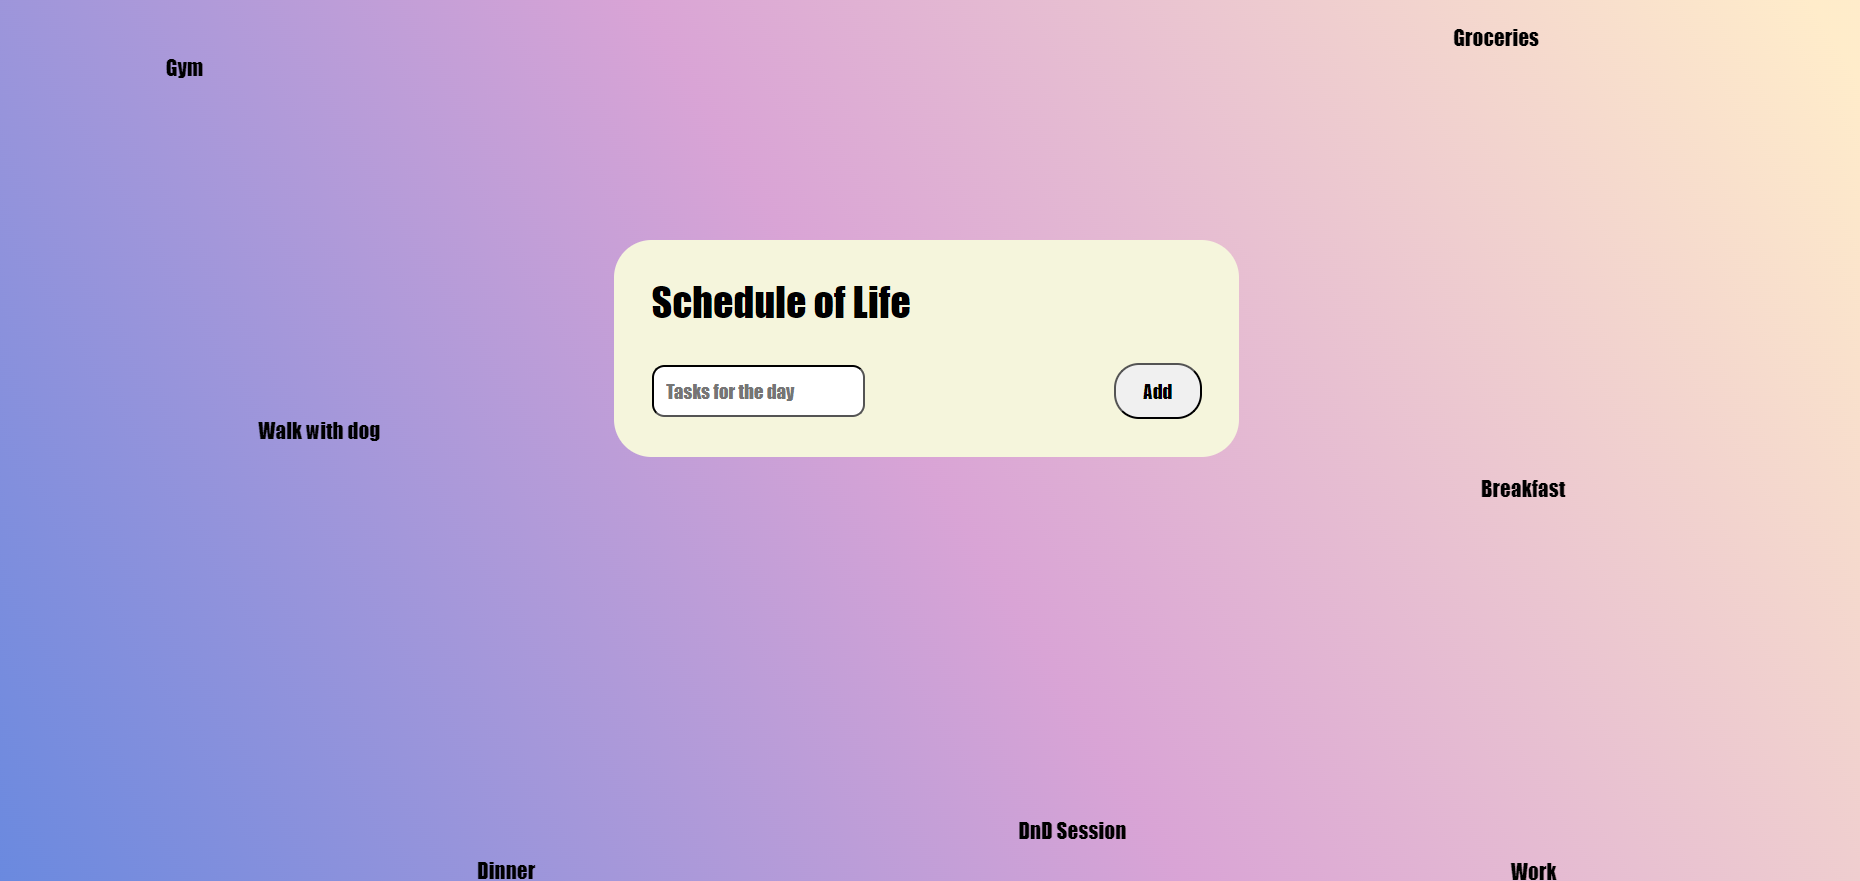 Groceries
Gym
Schedule of Life
Tasks for the day
Add
Walk with dog
Breakfast
DnD Session
Dinner
Work